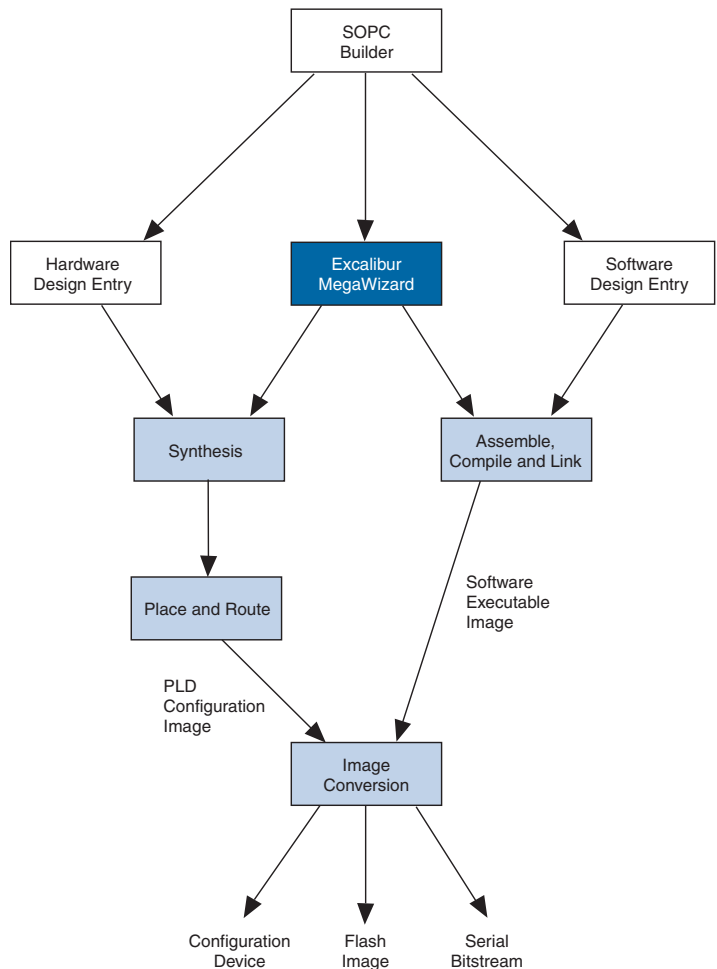 SOPC
Builder
Hardware
Design Entry
Excalibur
MegaWizard
Software
Design Entry
Synthesis
Assemble,
Compile and Link
Place and Route
Software
Executable
Image
PLD
Configuration
Image
Image
Conversion
Configuration
Device
Flash
Image
Serial
Bitstream